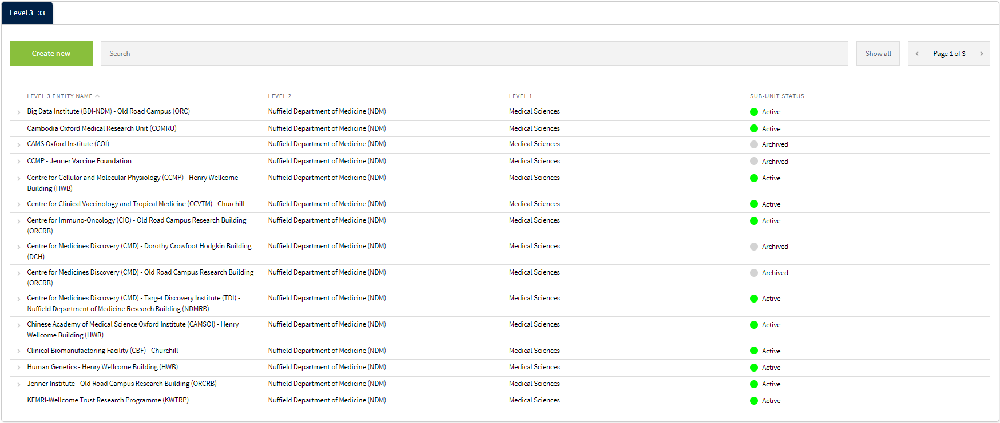 Level 3 33
Create new Search Show all Page 1 of 3
LEVEL 3 ENTITY NAME LEVEL 2 LEVEL 1 SUB-UNIT STATUS
Big Data Institute (BDI-NDM) - Old Road Campus (ORC) Nuffield Department of Medicine (NDM) Medical Sciences Active
Cambodia Oxford Medical Research Unit (COMRU) Nuffield Department of Medicine (NDM) Medical Sciences Active
CAMS Oxford Institute (COI) Nuffield Department of Medicine (NDM) Medical Sciences Archived
CCMP - Jenner Vaccine Foundation Nuffield Department of Medicine (NDM) Medical Sciences Archived
Centre for Cellular and Molecular Physiology (CCMP) - Henry Wellcome Nuffield Department of Medicine (NDM) Medical Sciences Active
Building (HWB)
Centre for Clinical Vaccinology and Tropical Medicine (CCVTM) - Churchill Nuffield Department of Medicine (NDM) Medical Sciences Active
Centre for Immuno-Oncology (CIO) - Old Road Campus Research Building Nuffield Department of Medicine (NDM) Medical Sciences Active
(ORCRB)
Centre for Medicines Discovery (CMD) - Dorothy Crowfoot Hodgkin Building Nuffield Department of Medicine (NDM) Medical Sciences Archived
(DCH)
Centre for Medicines Discovery (CMD) - Old Road Campus Research Building Nuffield Department of Medicine (NDM) Medical Sciences Archived
(ORCRB)
Centre for Medicines Discovery (CMD) - Target Discovery Institute (TDI) - Nuffield Department of Medicine (NDM) Medical Sciences Active
Nuffield Department of Medicine Research Building (NDMRB)
Chinese Academy of Medical Science Oxford Institute (CAMSOI) - Henry Nuffield Department of Medicine (NDM) Medical Sciences Active
Wellcome Building (HWB)
Clinical Biomanufactoring Facility (CBF) - Churchill Nuffield Department of Medicine (NDM) Medical Sciences Active
Human Genetics - Henry Wellcome Building (HWB) Nuffield Department of Medicine (NDM) Medical Sciences Active
Jenner Institute - Old Road Campus Research Building (ORCRB) Nuffield Department of Medicine (NDM) Medical Sciences Active
KEMRI-Wellcome Trust Research Programme (KWTRP) Nuffield Department of Medicine (NDM) Medical Sciences Active